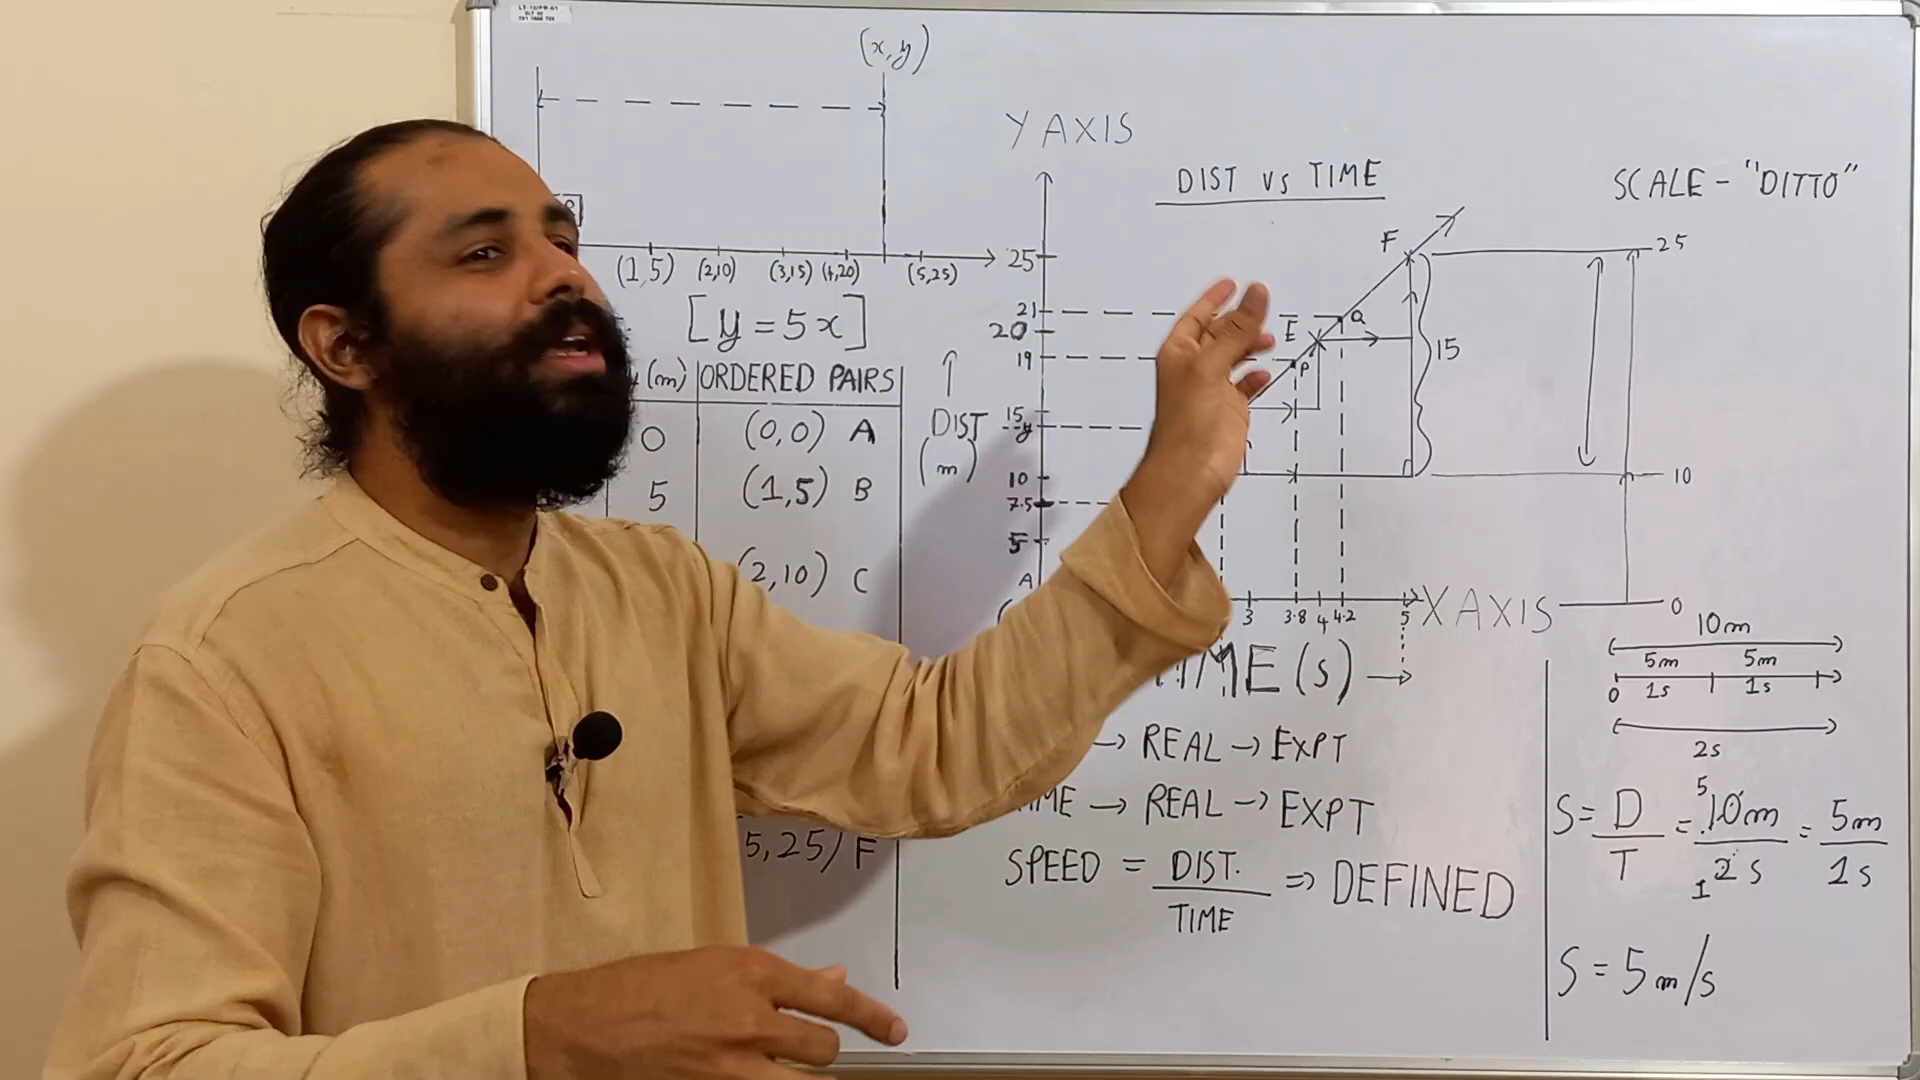 (x,y)
(1,5) (2,10) (3,15) (4,20) (5,25)
[y=5x]
(m) ORDERED PAIRS
0 (0,0) A
5 (1,5) B
(2,10) C
5,25) F
Y AXIS
DIST VS TIME
SCALE - "DITTO"
25
21
20
19
15
y
10
7.5
5
A
DIST
(m)
F
Q
E
P
15
25
10
0
3 3.8 4 4.2 5
X AXIS
TIME (s) →
→ REAL → EXPT
→ REAL → EXPT
SPEED = DIST. ⇒ DEFINED
TIME
10m
5m 5m
0 1s 1s
2s
S = D = 10m = 5m
T 2s 1s
5
1
S = 5m/s